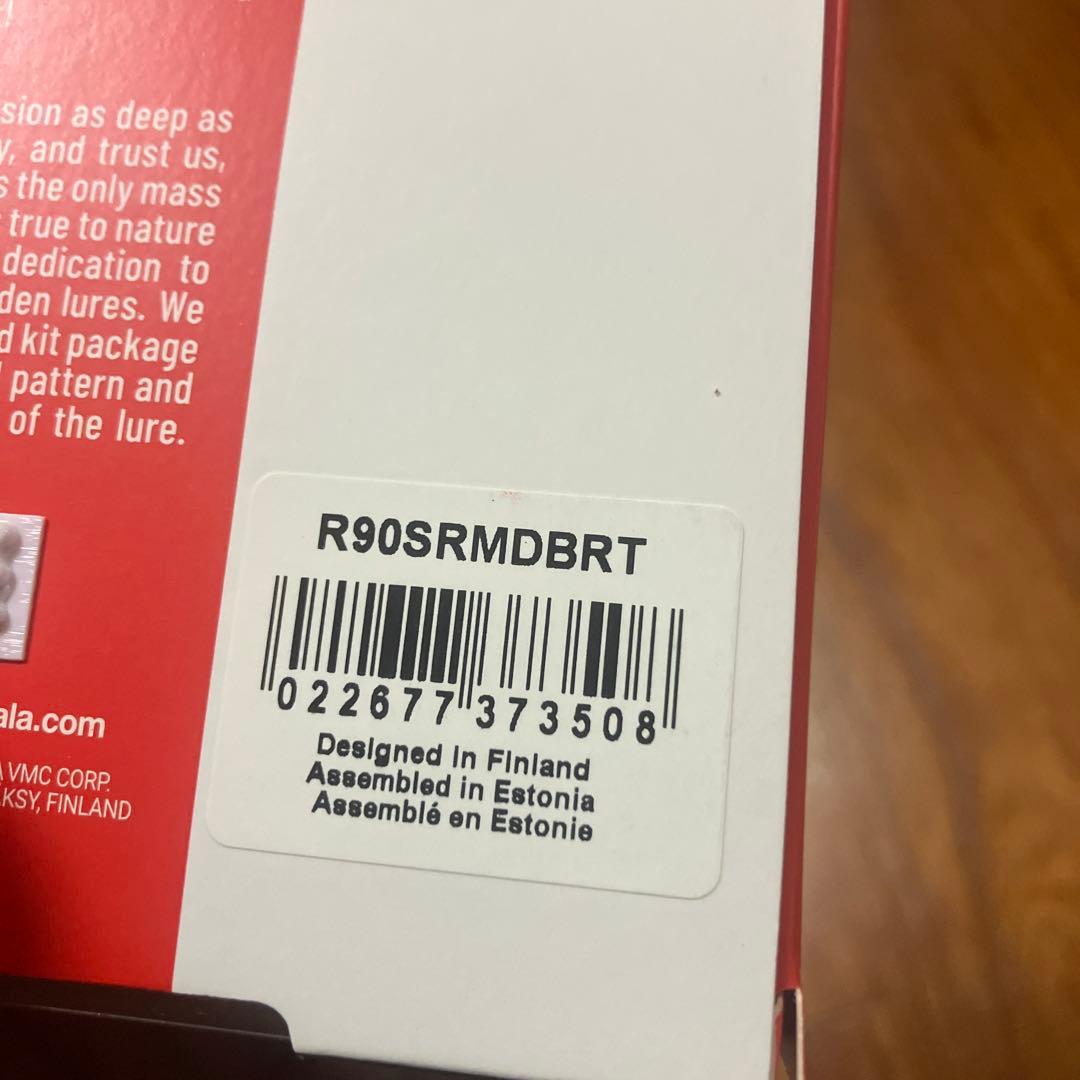 sion as deep as
y, and trust us,
s the only mass
true to nature
dedication to
den lures. We
d kit package
pattern and
of the lure.
R90SRMDBRT
022677 373508
Designed in Finland
Assembled in Estonia
Assemblé en Estonie
ala.com
VMC CORP.
KSY, FINLAND